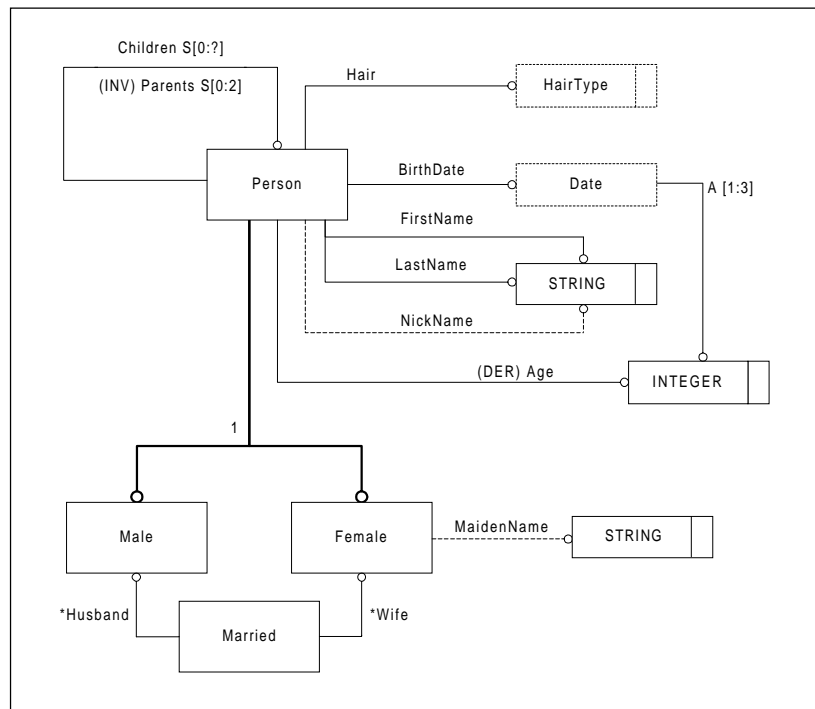 Children S[0:?]
(INV) Parents S[0:2]
Hair
HairType
Person
BirthDate
Date
A [1:3]
FirstName
LastName
STRING
NickName
(DER) Age
INTEGER
1
Male
Female
MaidenName
STRING
*Husband
Married
*Wife